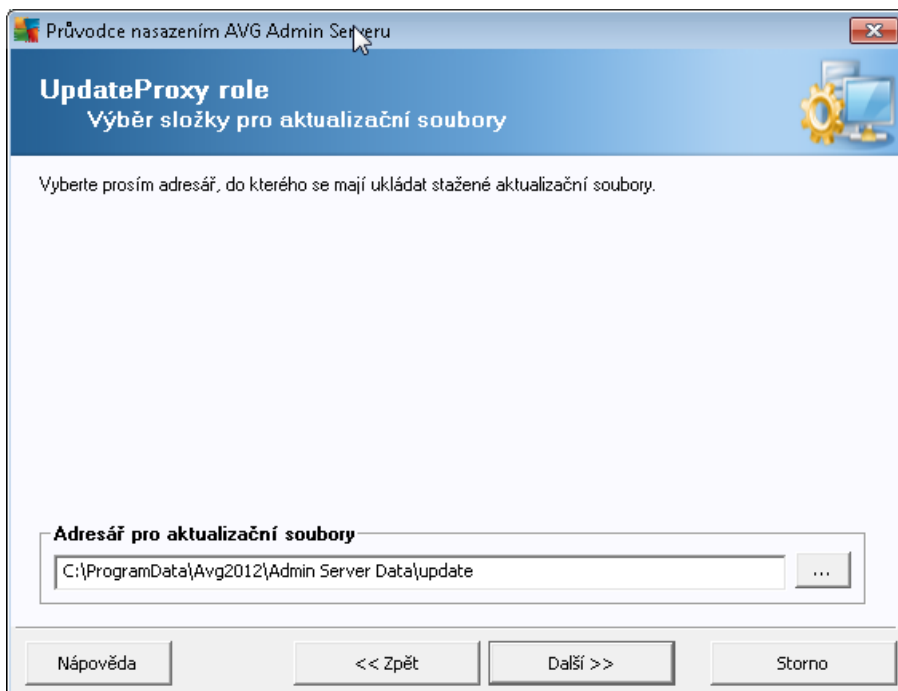 Průvodce nasazením AVG Admin Serveru
UpdateProxy role
Výběr složky pro aktualizační soubory
Vyberte prosím adresář, do kterého se mají ukládat stažené aktualizační soubory.
Adresář pro aktualizační soubory
C:\ProgramData\Avg2012\Admin Server Data\update
...
Nápověda
<< Zpět
Další >>
Storno